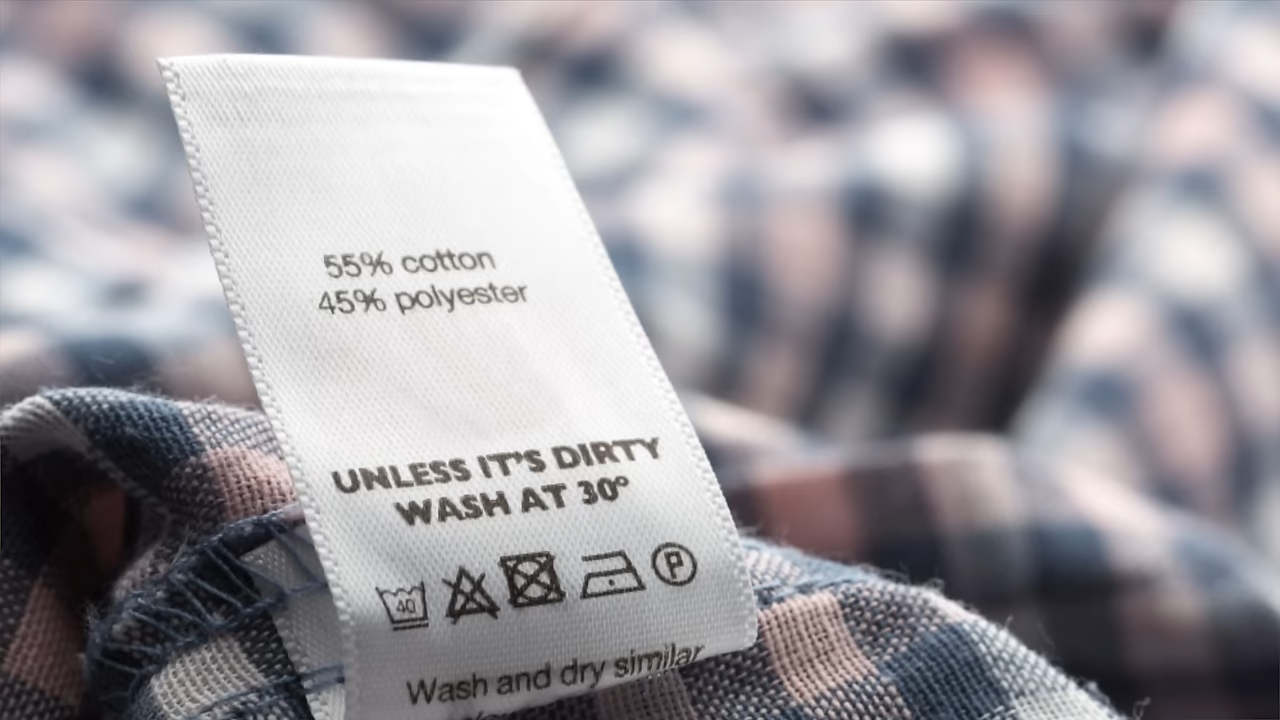 55% cotton
45% polyester
UNLESS IT'S DIRTY
WASH AT 30°
40 P
Wash and dry similar